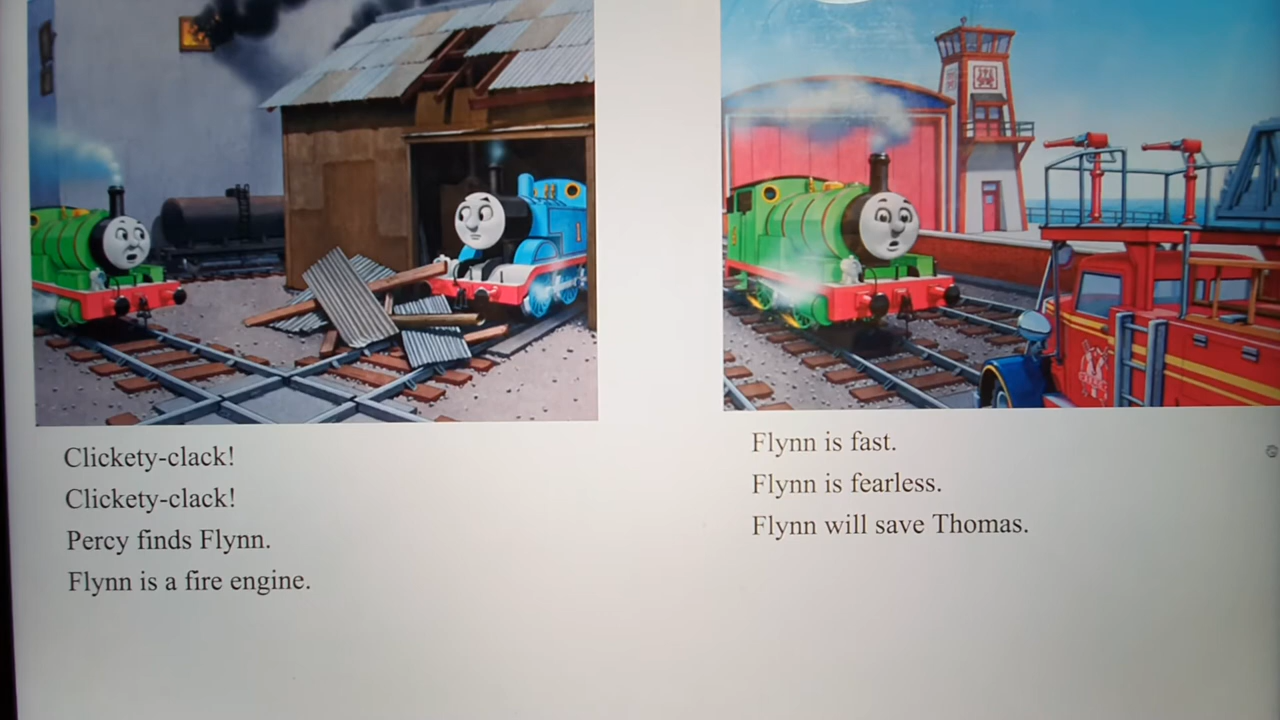 Clickety-clack!
Clickety-clack!
Percy finds Flynn.
Flynn is a fire engine.
Flynn is fast.
Flynn is fearless.
Flynn will save Thomas.